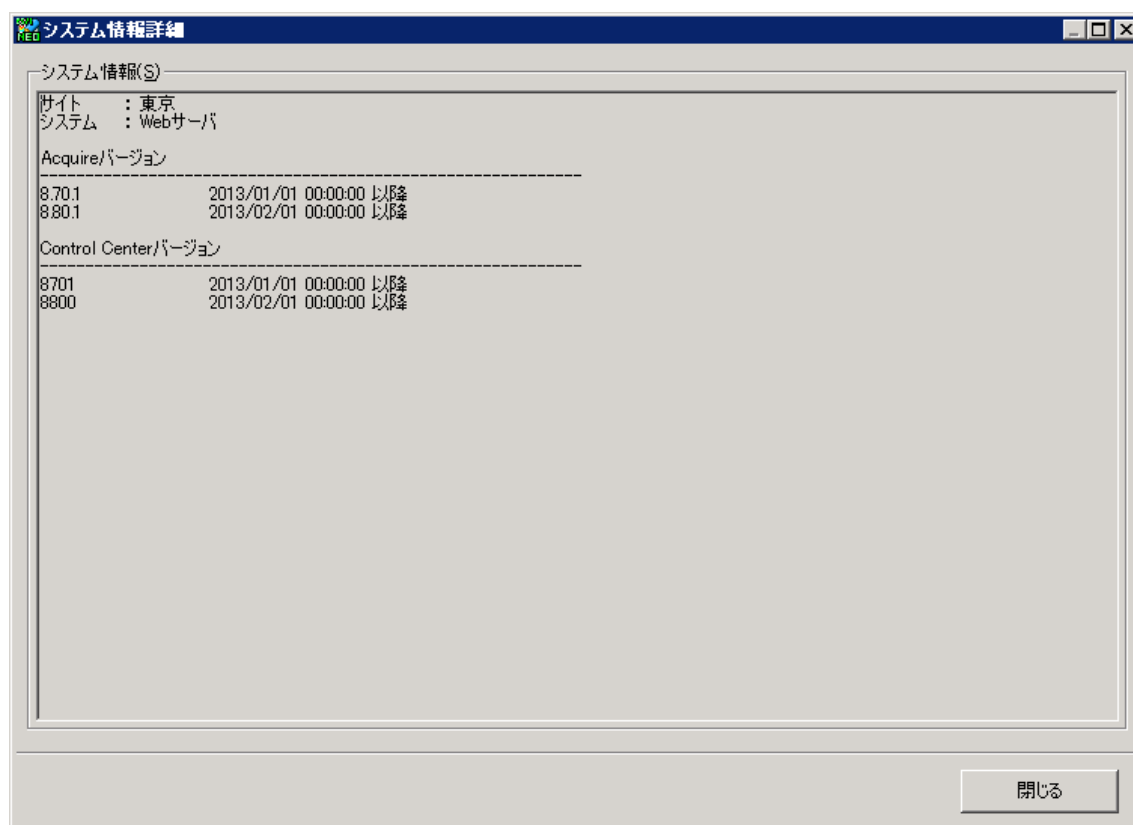 システム情報詳細
システム情報(S)
サイト : 東京
システム : Webサーバ
Acquireバージョン
------------------------------------------------------------
8.70.1 2013/01/01 00:00:00 以降
8.80.1 2013/02/01 00:00:00 以降
Control Centerバージョン
------------------------------------------------------------
8701 2013/01/01 00:00:00 以降
8800 2013/02/01 00:00:00 以降
閉じる